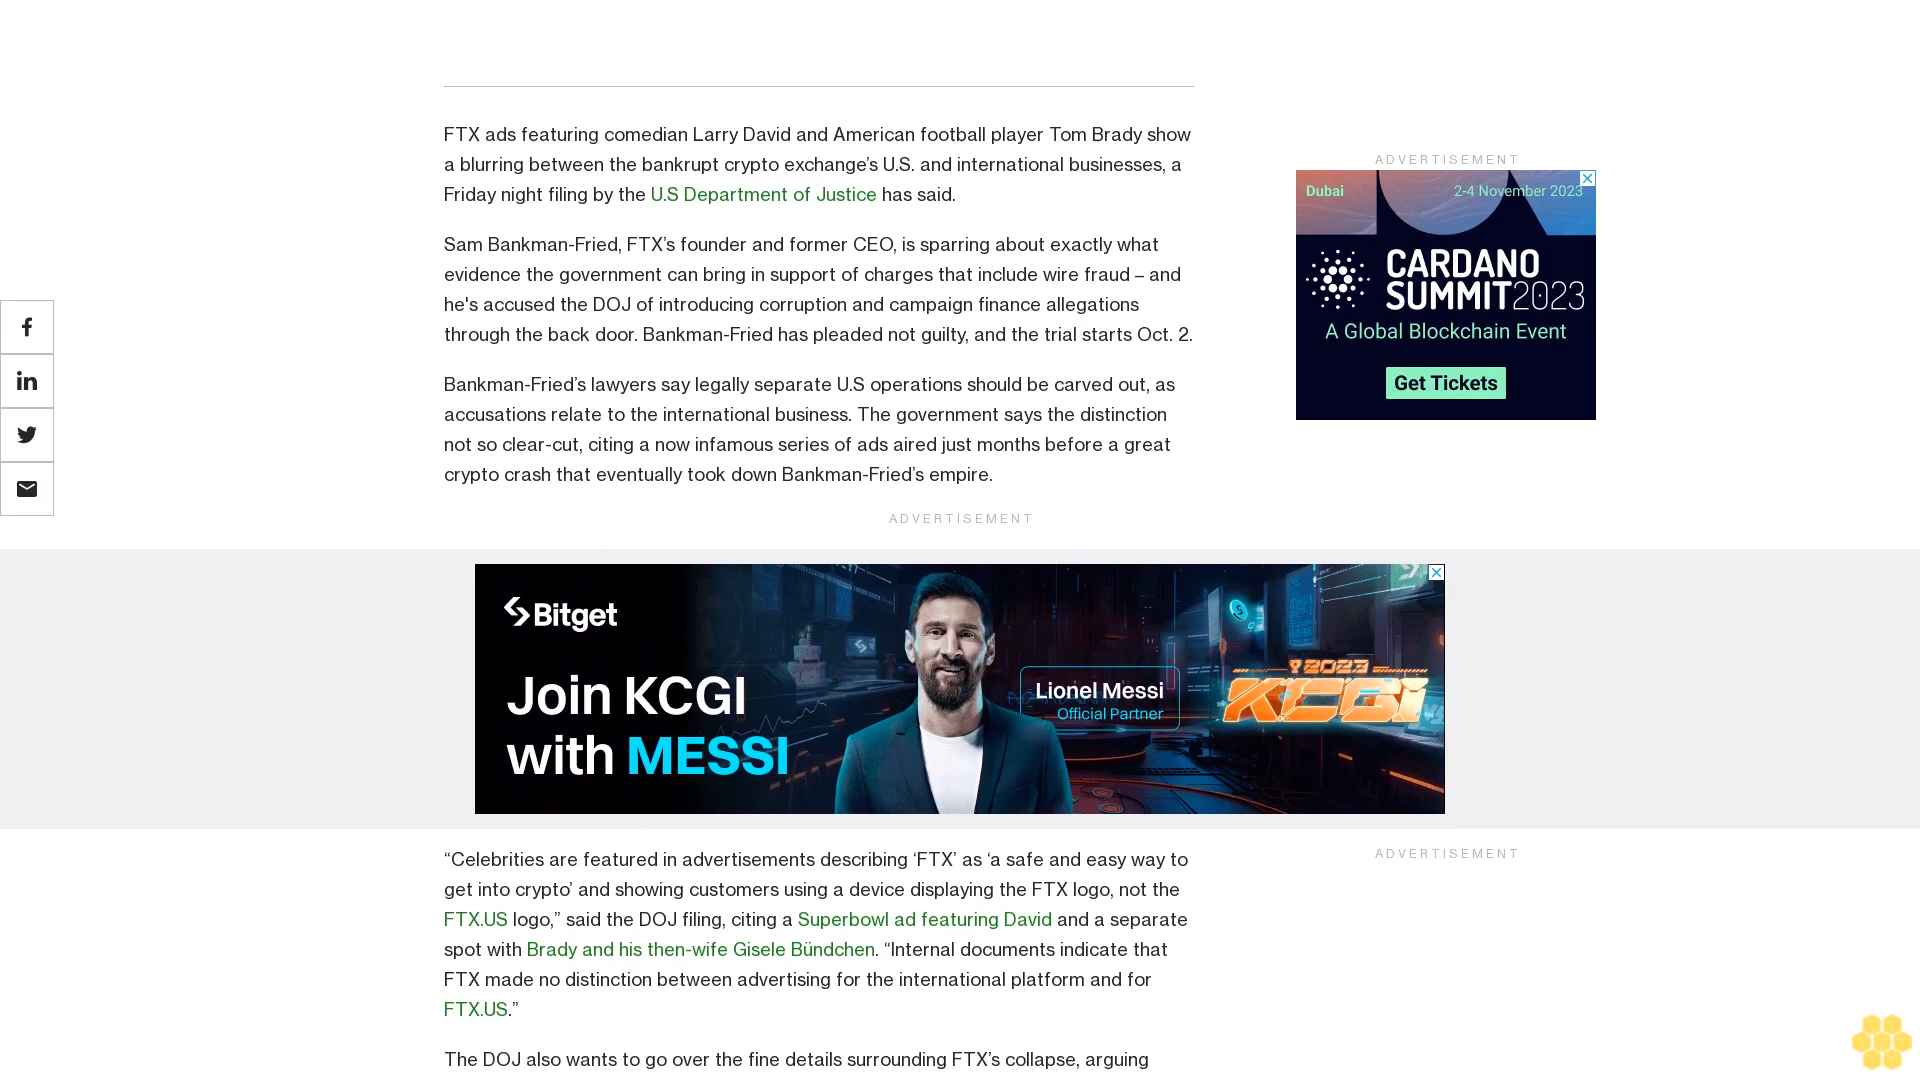 FTX ads featuring comedian Larry David and American football player Tom Brady show
a blurring between the bankrupt crypto exchange’s U.S. and international businesses, a
Friday night filing by the U.S Department of Justice has said.
Sam Bankman-Fried, FTX’s founder and former CEO, is sparring about exactly what
evidence the government can bring in support of charges that include wire fraud – and
he's accused the DOJ of introducing corruption and campaign finance allegations
through the back door. Bankman-Fried has pleaded not guilty, and the trial starts Oct. 2.
Bankman-Fried’s lawyers say legally separate U.S operations should be carved out, as
accusations relate to the international business. The government says the distinction
not so clear-cut, citing a now infamous series of ads aired just months before a great
crypto crash that eventually took down Bankman-Fried’s empire.
ADVERTISEMENT
Dubai
2-4 November 2023
CARDANO
SUMMIT2023
A Global Blockchain Event
Get Tickets
ADVERTISEMENT
Bitget
Join KCGI
with MESSI
Lionel Messi
Official Partner
2023
KCGI
“Celebrities are featured in advertisements describing ‘FTX’ as ‘a safe and easy way to
get into crypto’ and showing customers using a device displaying the FTX logo, not the
FTX.US logo,” said the DOJ filing, citing a Superbowl ad featuring David and a separate
spot with Brady and his then-wife Gisele Bündchen. “Internal documents indicate that
FTX made no distinction between advertising for the international platform and for
FTX.US.”
The DOJ also wants to go over the fine details surrounding FTX’s collapse, arguing
ADVERTISEMENT